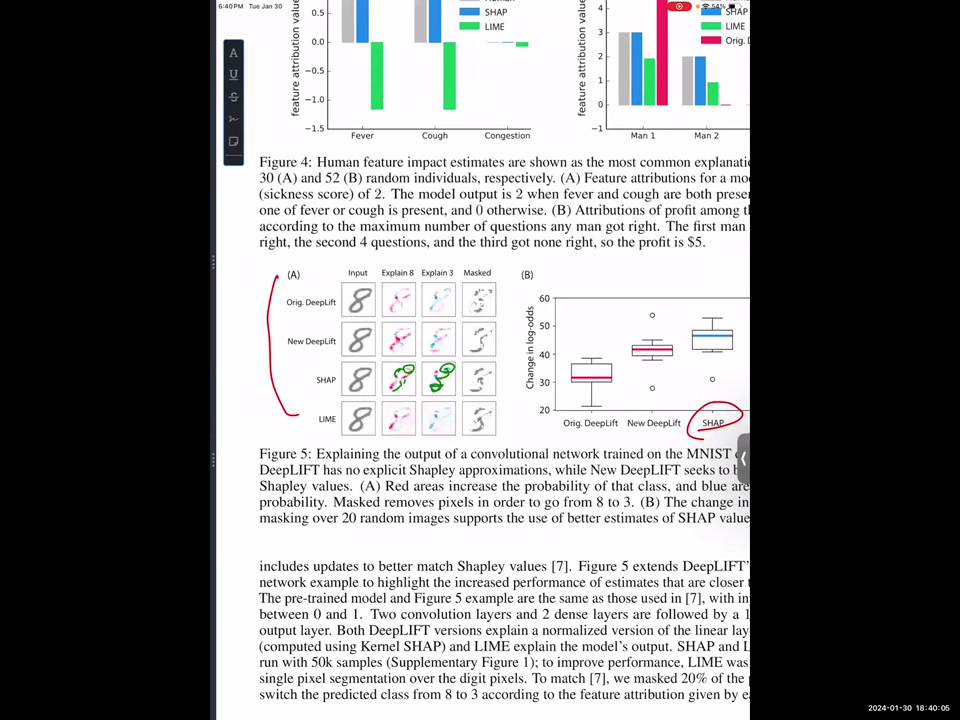 6:40 PM Tue Jan 30
54%
SHAP
LIME
0.5
0.0
−0.5
−1.0
−1.5
feature attribution value
Fever
Cough
Congestion
SHAP
LIME
Orig.
4
3
2
1
0
−1
feature attribution value
Man 1
Man 2
Figure 4: Human feature impact estimates are shown as the most common
30 (A) and 52 (B) random individuals, respectively. (A) Feature attributions for a
(sickness score) of 2. The model output is 2 when fever and cough are both
one of fever or cough is present, and 0 otherwise. (B) Attributions of profit among
according to the maximum number of questions any man got right. The first man
right, the second 4 questions, and the third got none right, so the profit is $5.
(A)
Input
Explain 8
Explain 3
Masked
Orig. DeepLift
New DeepLift
SHAP
LIME
(B)
60
50
40
30
20
Change in log-odds
Orig. DeepLift
New DeepLift
SHAP
Figure 5: Explaining the output of a convolutional network trained on the MNIST
DeepLIFT has no explicit Shapley approximations, while New DeepLIFT seeks to
Shapley values. (A) Red areas increase the probability of that class, and blue
probability. Masked removes pixels in order to go from 8 to 3. (B) The change in
masking over 20 random images supports the use of better estimates of SHAP
includes updates to better match Shapley values [7]. Figure 5 extends DeepLIFT'
network example to highlight the increased performance of estimates that are closer
The pre-trained model and Figure 5 example are the same as those used in [7], with
between 0 and 1. Two convolution layers and 2 dense layers are followed by a
output layer. Both DeepLIFT versions explain a normalized version of the linear
(computed using Kernel SHAP) and LIME explain the model's output. SHAP and
run with 50k samples (Supplementary Figure 1); to improve performance, LIME was
single pixel segmentation over the digit pixels. To match [7], we masked 20% of the
switch the predicted class from 8 to 3 according to the feature attribution given by
2024-01-30 18:40:05